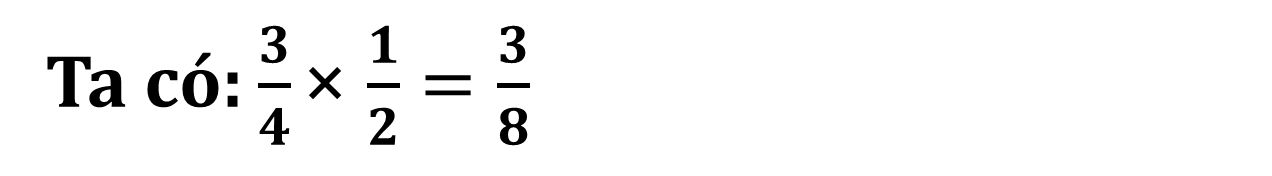 Ta có: 3/4 × 1/2 = 3/8